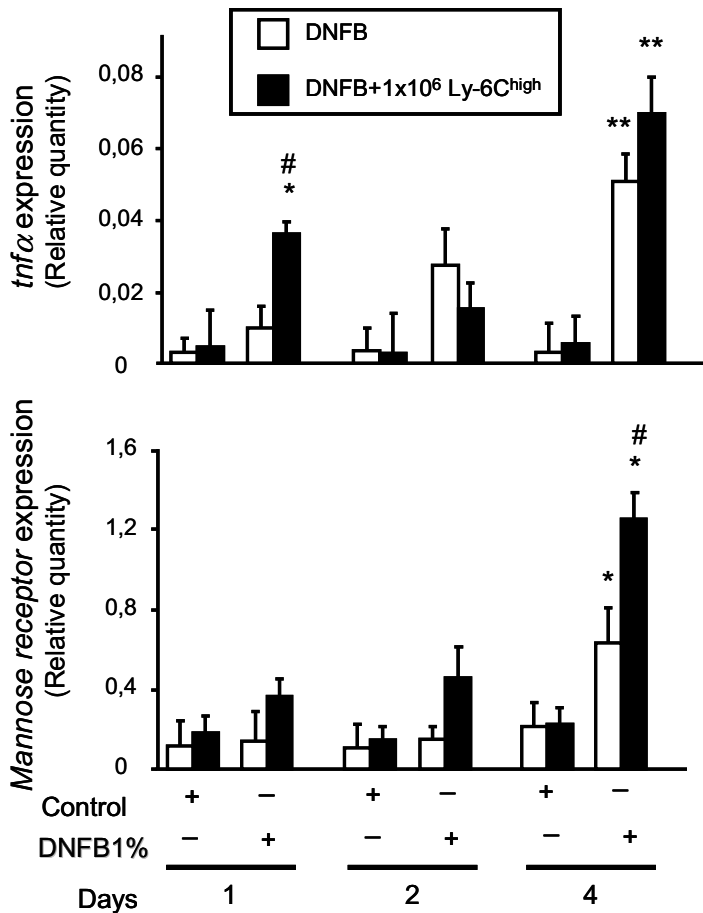 DNFB
DNFB+1x10⁶ Ly-6Cʰⁱᵍʰ
tnfα expression
(Relative quantity)
0,08
0,06
0,04
0,02
0
#
*
**
**
Mannose receptor expression
(Relative quantity)
1,6
1,2
0,8
0,4
0
#
*
*
Control + – + – + –
DNFB1% – + – + – +
Days 1 2 4